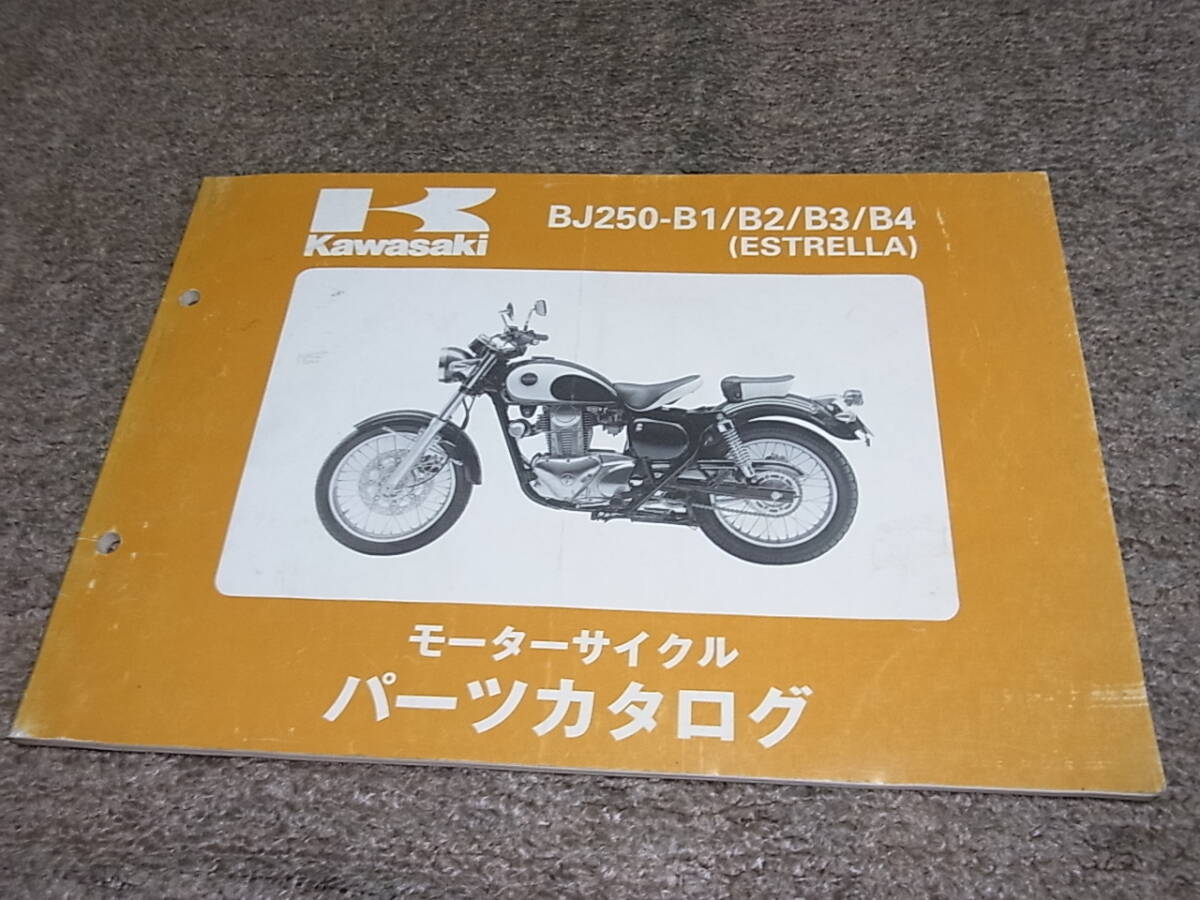 Kawasaki
BJ250-B1/B2/B3/B4
(ESTRELLA)
モーターサイクル
パーツカタログ